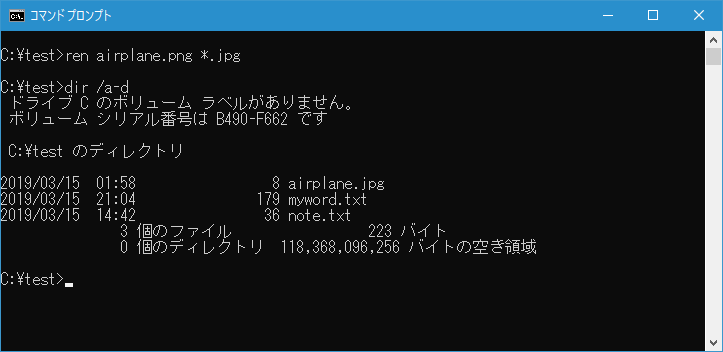 コマンドプロンプト
C:¥test>ren airplane.png *.jpg
C:¥test>dir /a-d
ドライブ C のボリューム ラベルがありません。
ボリューム シリアル番号は B490-F662 です
C:¥test のディレクトリ
2019/03/15  01:58                 8 airplane.jpg
2019/03/15  21:04               179 myword.txt
2019/03/15  14:42                36 note.txt
3 個のファイル                 223 バイト
0 個のディレクトリ  118,368,096,256 バイトの空き領域
C:¥test>